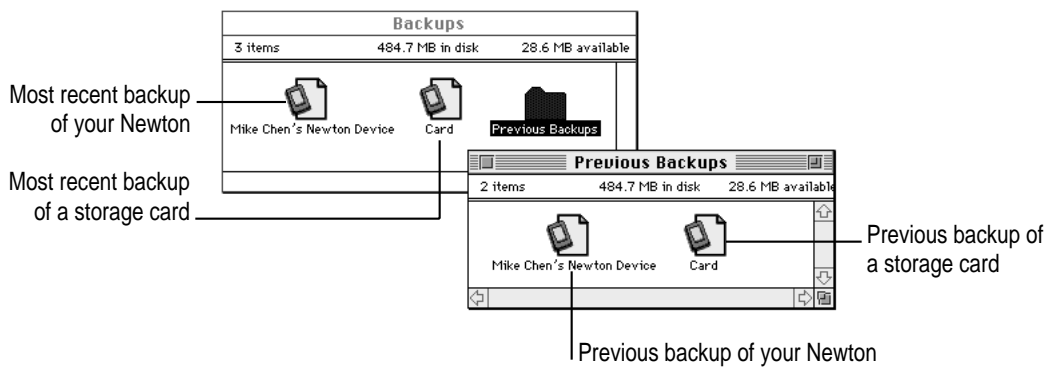 Backups
3 items 484.7 MB in disk 28.6 MB available
Most recent backup
of your Newton
Mike Chen's Newton Device Card Previous Backups
Most recent backup
of a storage card
Previous Backups
2 items 484.7 MB in disk 28.6 MB available
Mike Chen's Newton Device Card
Previous backup of
a storage card
Previous backup of your Newton